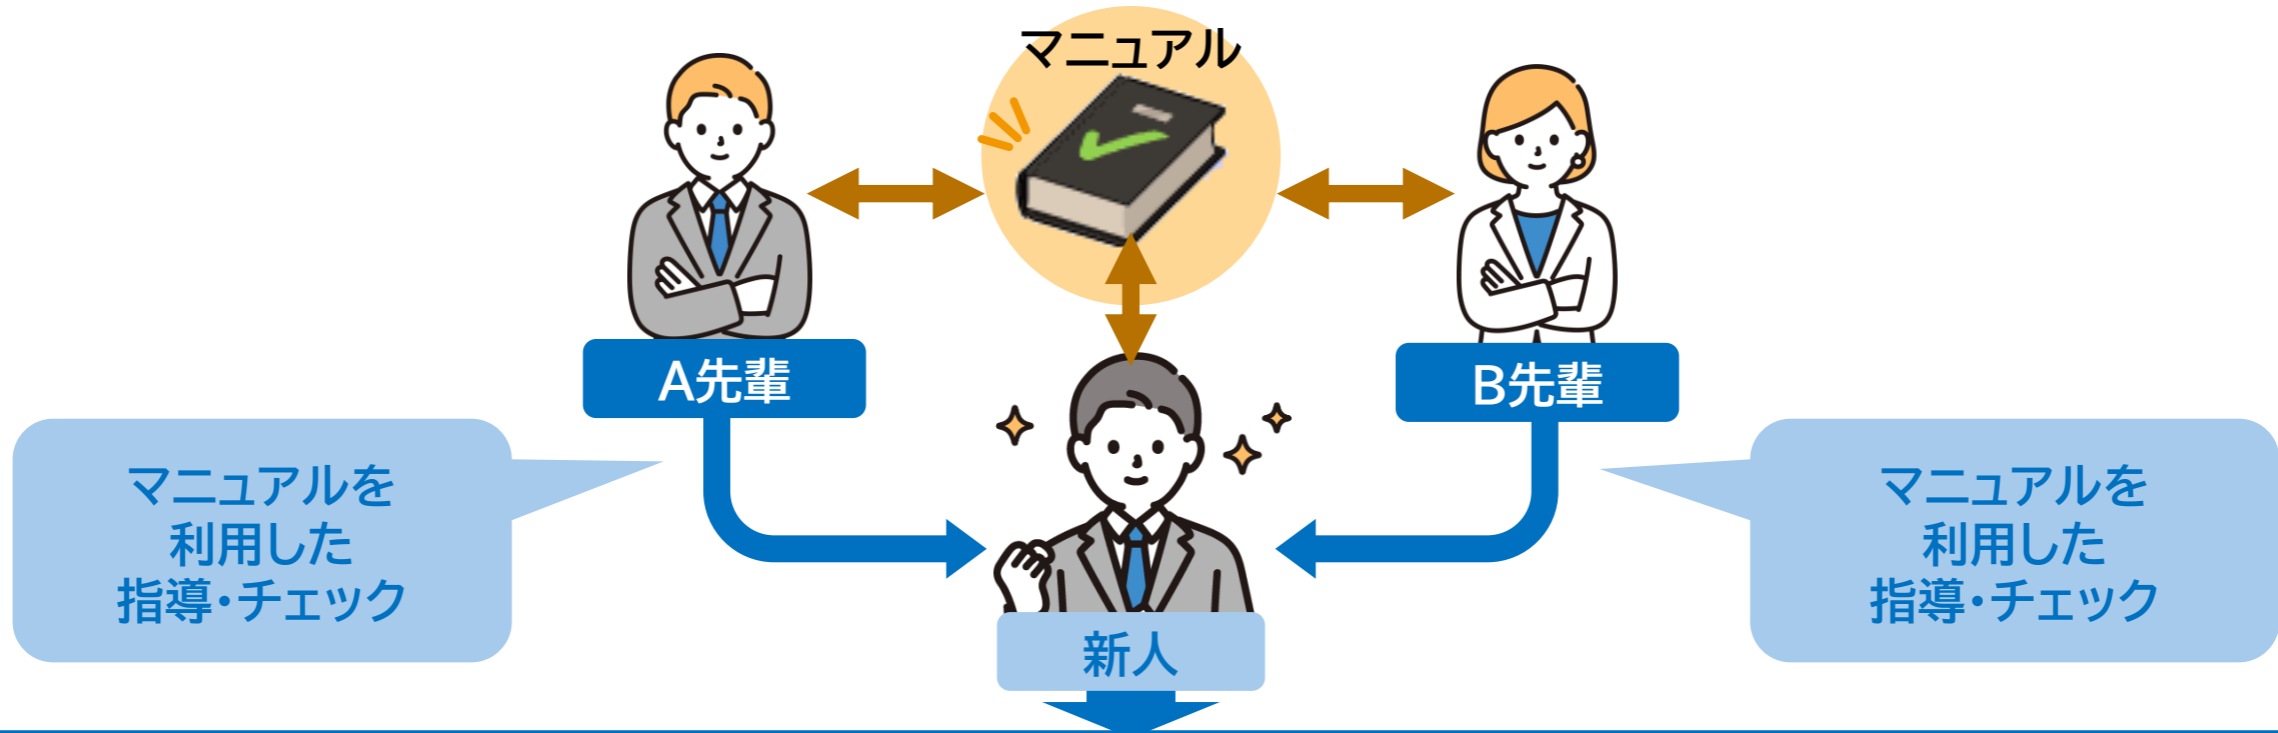 マニュアル
A先輩
B先輩
マニュアルを
利用した
指導・チェック
マニュアルを
利用した
指導・チェック
新人